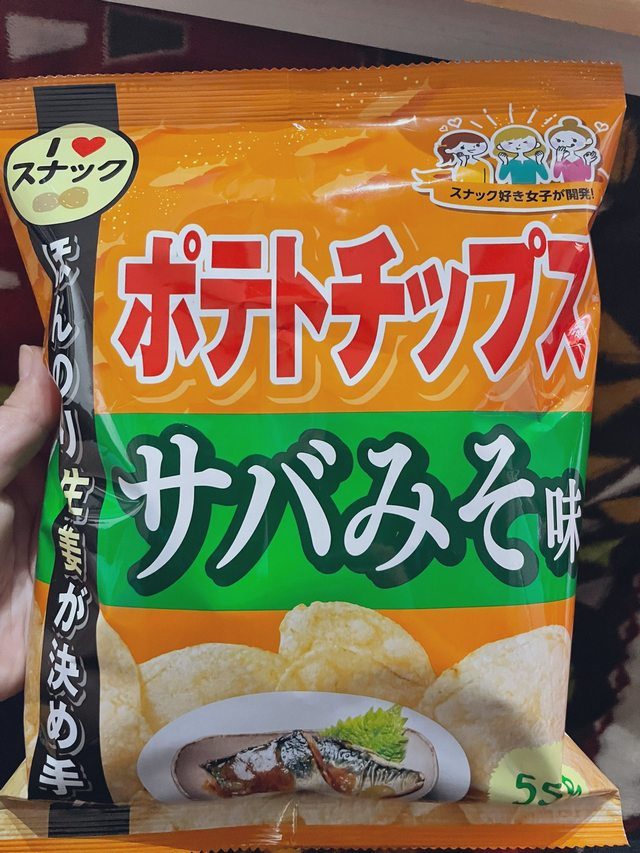 I ❤ スナック
スナック好き女子が開発!
ほんのり生姜が決め手
ポテトチップス
サバみそ味
55g